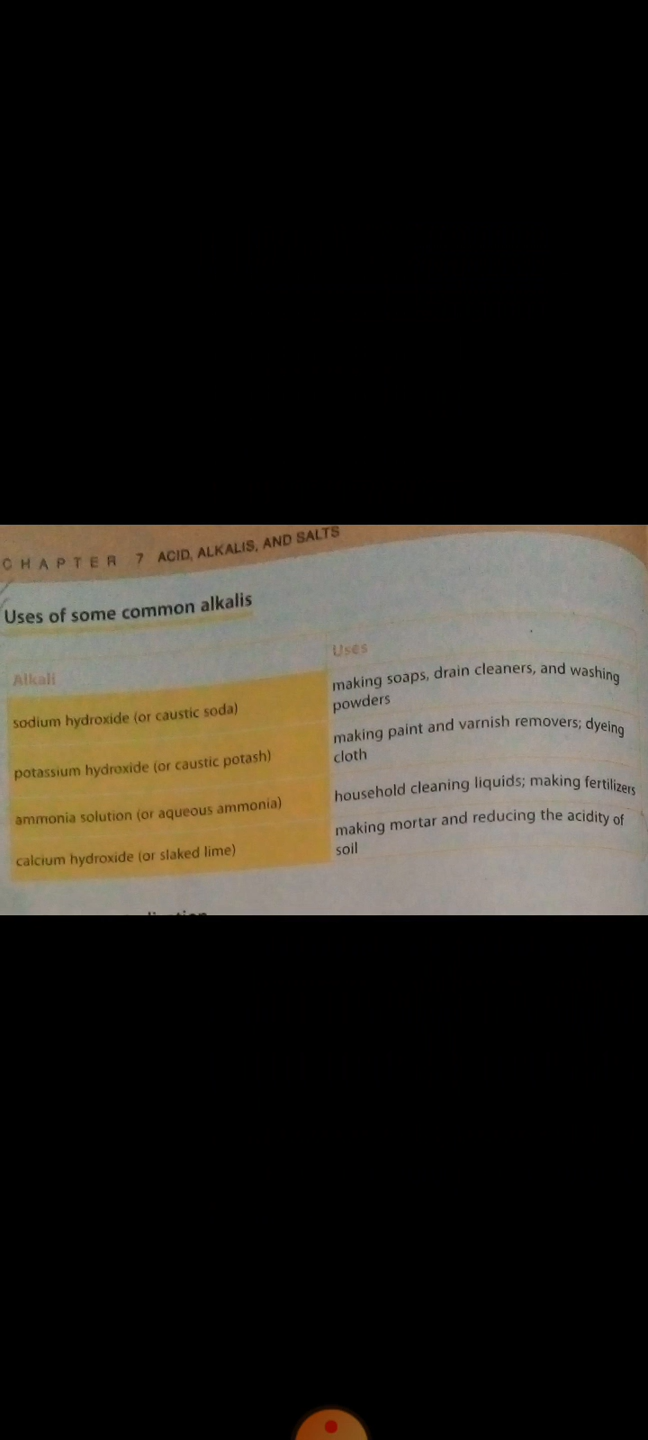 CHAPTER 7 ACID, ALKALIS, AND SALTS
Uses of some common alkalis
Alkali
Uses
sodium hydroxide (or caustic soda)
making soaps, drain cleaners, and washing
powders
potassium hydroxide (or caustic potash)
making paint and varnish removers; dyeing
cloth
ammonia solution (or aqueous ammonia)
household cleaning liquids; making fertilizers
calcium hydroxide (or slaked lime)
making mortar and reducing the acidity of
soil